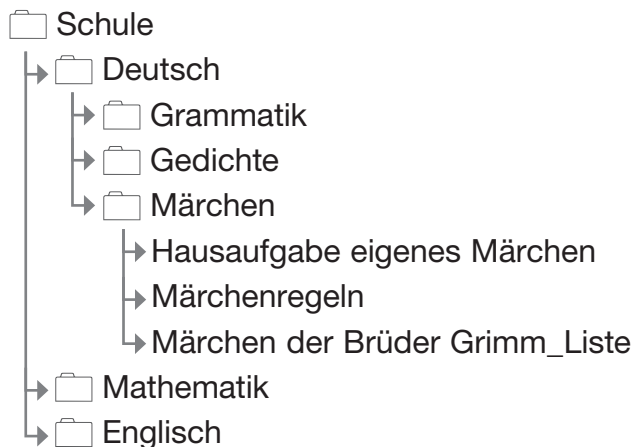 Schule
Deutsch
Grammatik
Gedichte
Märchen
Hausaufgabe eigenes Märchen
Märchenregeln
Märchen der Brüder Grimm_Liste
Mathematik
Englisch